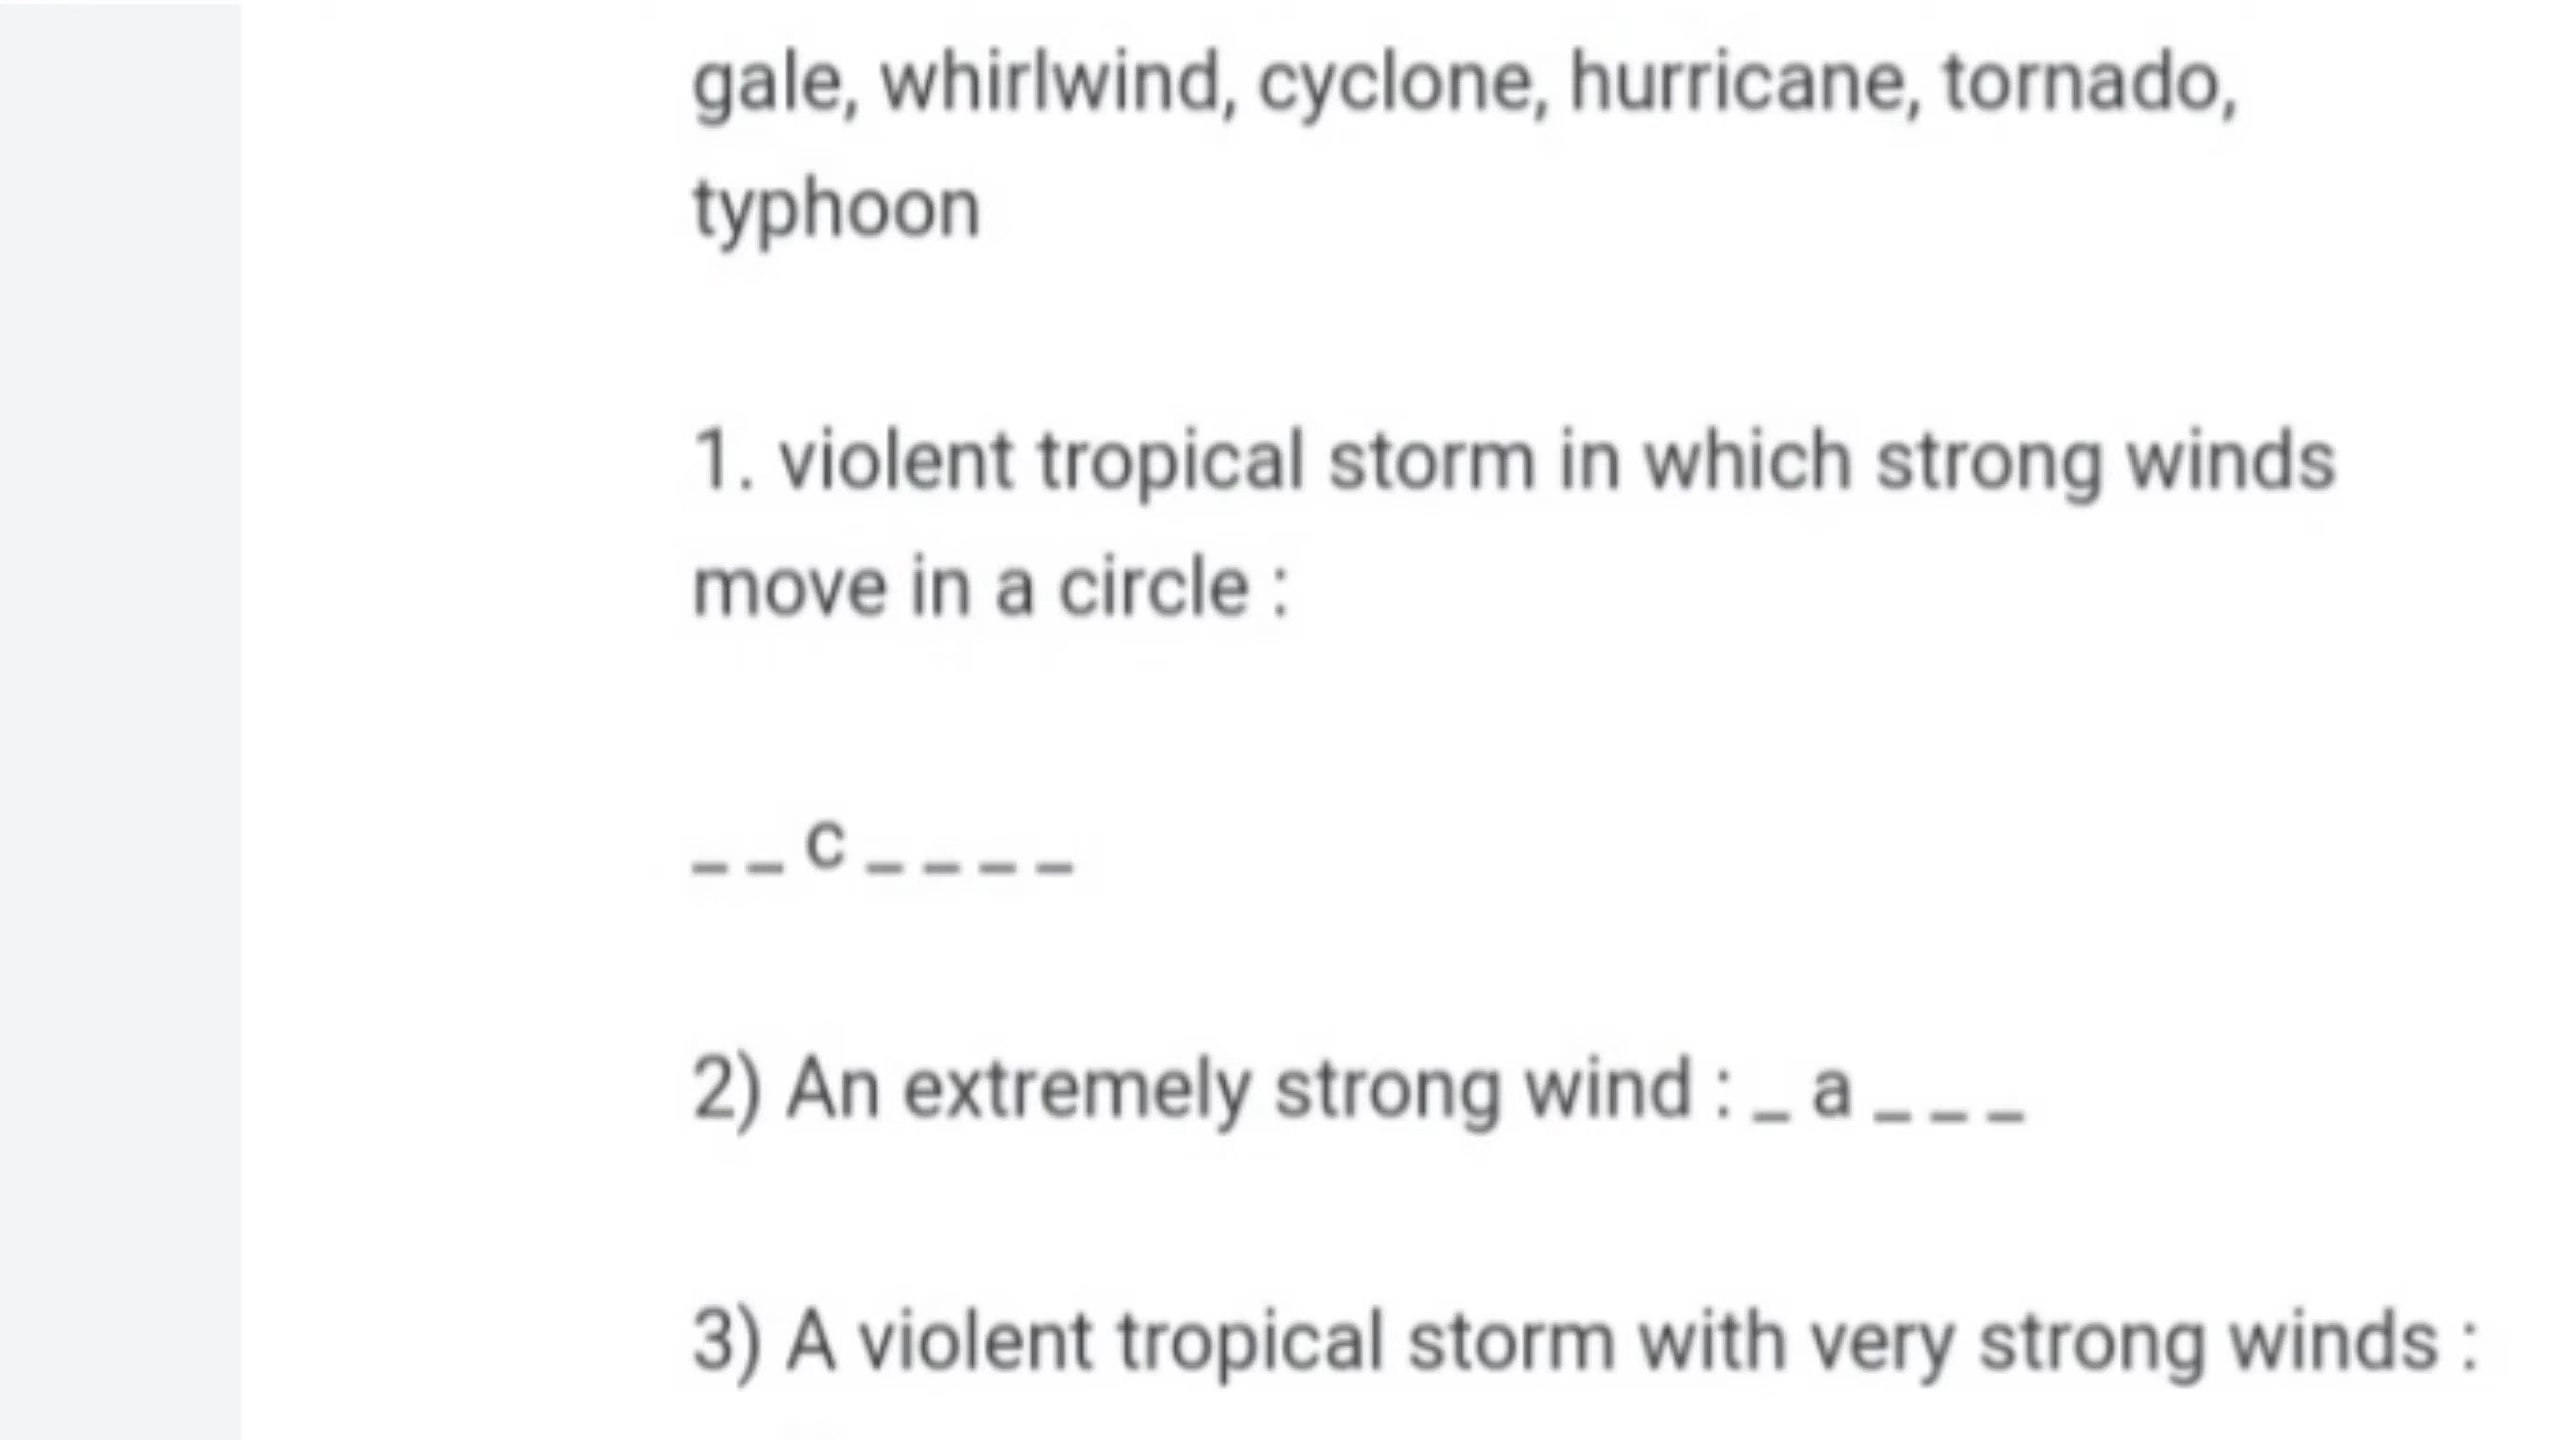 gale, whirlwind, cyclone, hurricane, tornado,
typhoon
1. violent tropical storm in which strong winds
move in a circle :
_ _ c _ _ _ _
2) An extremely strong wind : _ a _ _ _
3) A violent tropical storm with very strong winds :